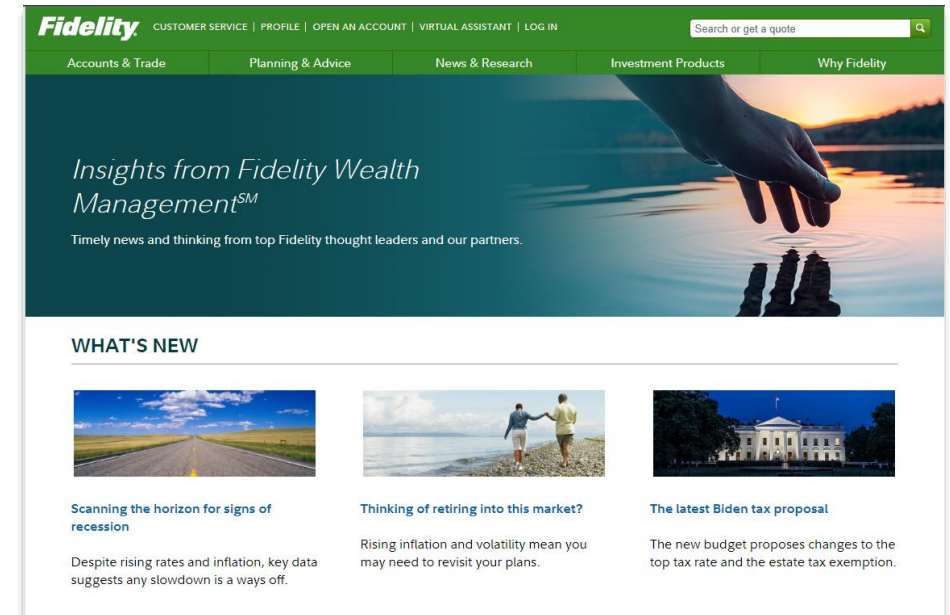 Fidelity
CUSTOMER SERVICE | PROFILE | OPEN AN ACCOUNT | VIRTUAL ASSISTANT | LOG IN
Search or get a quote
Accounts & Trade
Planning & Advice
News & Research
Investment Products
Why Fidelity
Insights from Fidelity Wealth
Management℠
Timely news and thinking from top Fidelity thought leaders and our partners.
WHAT'S NEW
Scanning the horizon for signs of
recession
Despite rising rates and inflation, key data
suggests any slowdown is a ways off.
Thinking of retiring into this market?
Rising inflation and volatility mean you
may need to revisit your plans.
The latest Biden tax proposal
The new budget proposes changes to the
top tax rate and the estate tax exemption.